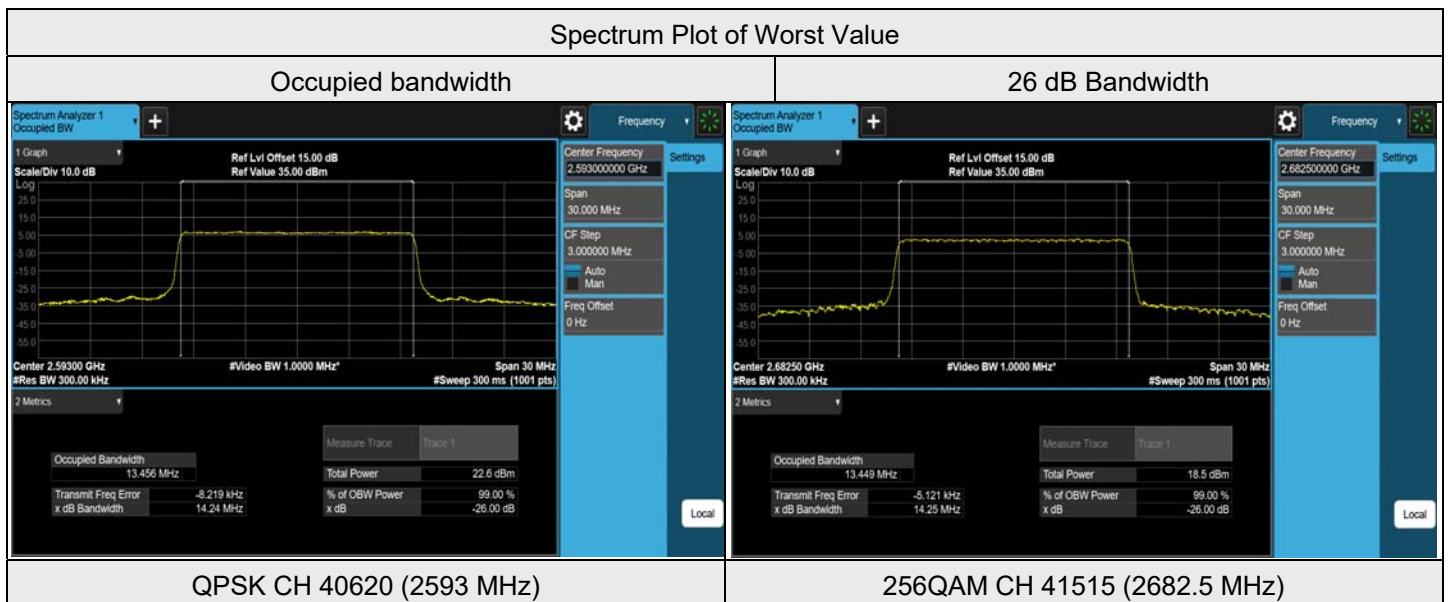 Spectrum Plot of Worst Value
Occupied bandwidth
26 dB Bandwidth
Spectrum Analyzer 1
Occupied BW
+
Frequency
1 Graph
Scale/Div 10.0 dB
Ref Lvl Offset 15.00 dB
Ref Value 35.00 dBm
Log
25.0
15.0
5.00
-5.00
-15.0
-25.0
-35.0
-45.0
-55.0
Center 2.59300 GHz
#Video BW 1.0000 MHz*
Span 30 MHz
#Res BW 300.00 kHz
#Sweep 300 ms (1001 pts)
Center Frequency
2.593000000 GHz
Settings
Span
30.000 MHz
CF Step
3.000000 MHz
Auto
Man
Freq Offset
0 Hz
2 Metrics
Measure Trace
Trace 1
Occupied Bandwidth
13.456 MHz
Total Power
22.6 dBm
Transmit Freq Error
-8.219 kHz
% of OBW Power
99.00 %
x dB Bandwidth
14.24 MHz
x dB
-26.00 dB
Local
Spectrum Analyzer 1
Occupied BW
+
Frequency
1 Graph
Scale/Div 10.0 dB
Ref Lvl Offset 15.00 dB
Ref Value 35.00 dBm
Log
25.0
15.0
5.00
-5.00
-15.0
-25.0
-35.0
-45.0
-55.0
Center 2.68250 GHz
#Video BW 1.0000 MHz*
Span 30 MHz
#Res BW 300.00 kHz
#Sweep 300 ms (1001 pts)
Center Frequency
2.682500000 GHz
Settings
Span
30.000 MHz
CF Step
3.000000 MHz
Auto
Man
Freq Offset
0 Hz
2 Metrics
Measure Trace
Trace 1
Occupied Bandwidth
13.449 MHz
Total Power
18.5 dBm
Transmit Freq Error
-5.121 kHz
% of OBW Power
99.00 %
x dB Bandwidth
14.25 MHz
x dB
-26.00 dB
Local
QPSK CH 40620 (2593 MHz)
256QAM CH 41515 (2682.5 MHz)